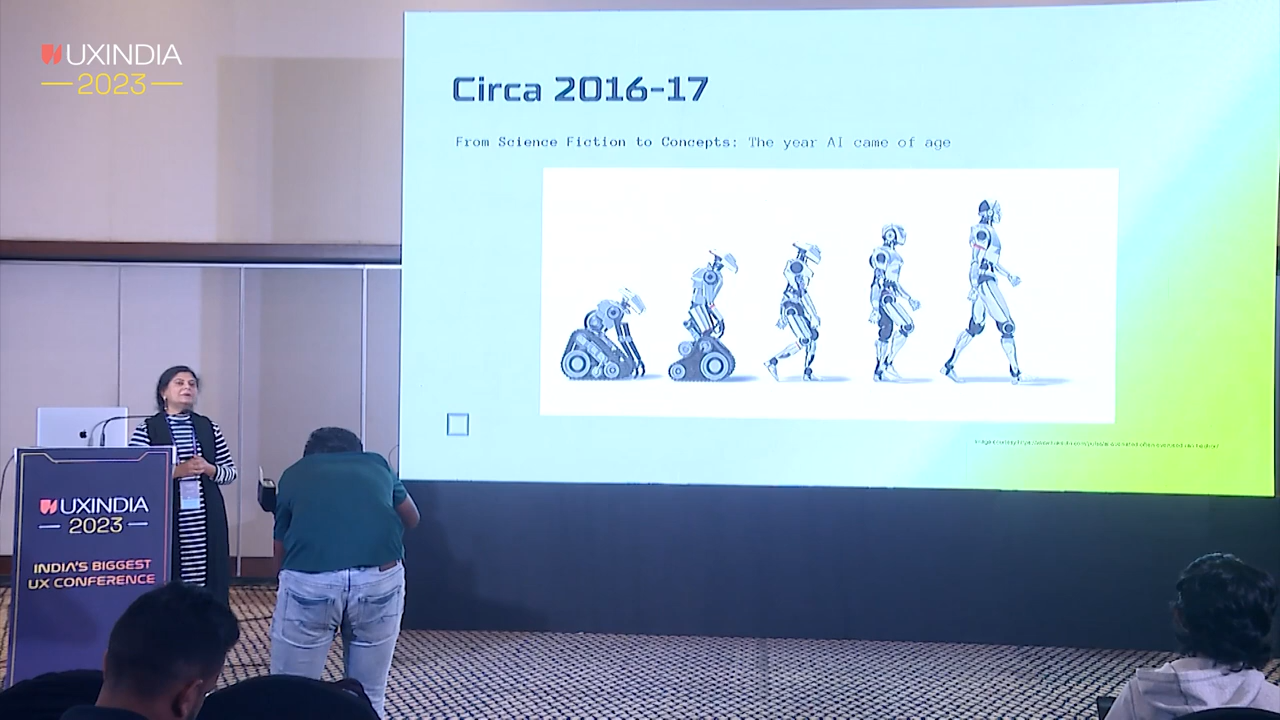 UXINDIA
2023
Circa 2016-17
From Science Fiction to Concepts: The year AI came of age
UXINDIA
2023
INDIA'S BIGGEST
UX CONFERENCE